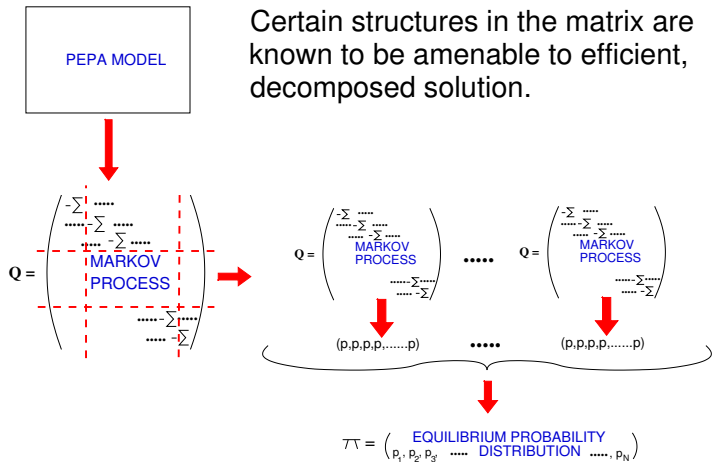 Certain structures in the matrix are
known to be amenable to efficient,
decomposed solution.
PEPA MODEL
Q =
-∑ .....
.....-∑ .....
..... -∑ .....
MARKOV
PROCESS
.....-∑.....
..... -∑
Q =
-∑ .....
.....-∑ .....
..... -∑.....
MARKOV
PROCESS
.....-∑.....
..... -∑
.....
Q =
-∑ .....
.....-∑ .....
..... -∑.....
MARKOV
PROCESS
.....-∑.....
..... -∑
(p,p,p,p,......p) ..... (p,p,p,p,......p)
π = ( EQUILIBRIUM PROBABILITY
p₁, p₂, p₃, ..... DISTRIBUTION ....., p_N )